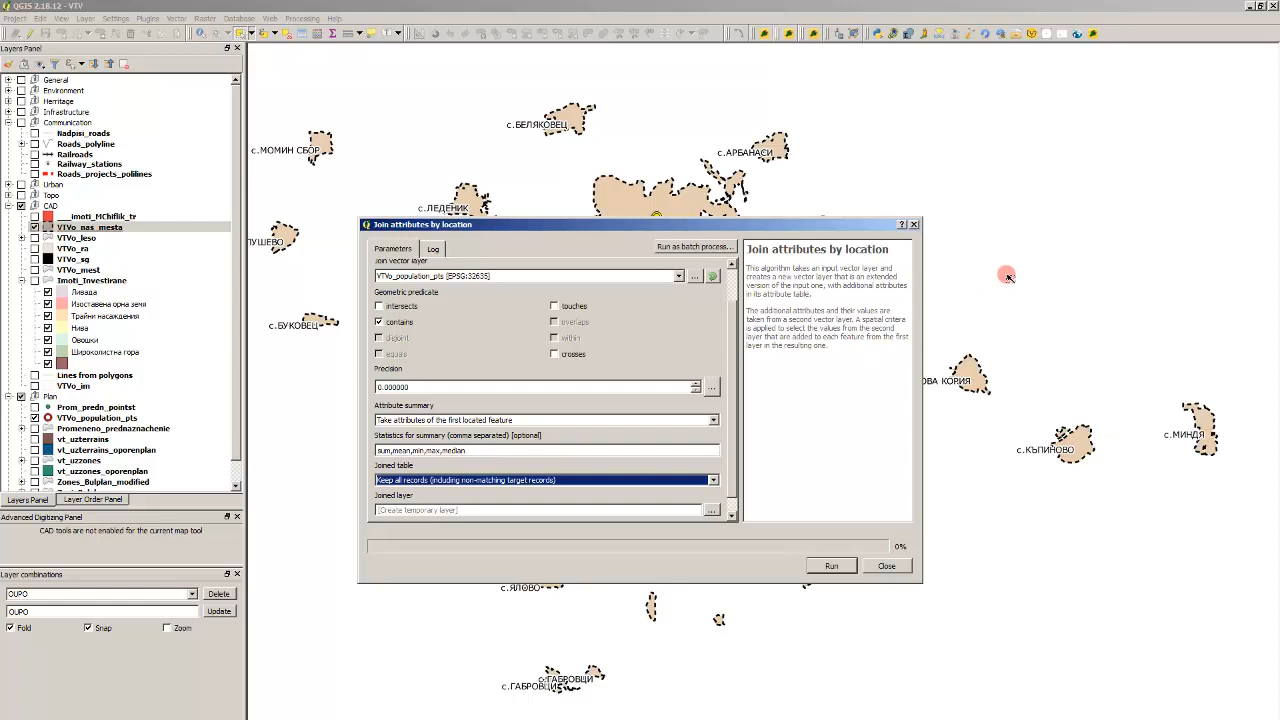 QGIS 2.18.12 - VTV
Project Edit View Layer Settings Plugins Vector Raster Database Web Processing Help
Layers Panel
General
Environment
Herritage
Infrastructure
Communication
Nadpisi_roads
Roads_polyline
Railroads
Railway_stations
Roads_projects_polilines
Urban
Topo
CAD
___imoti_MChiflik_tr
VTVo_nas_mesta
VTVo_leso
VTVo_ra
VTVo_sg
VTVo_mest
Imoti_Investirane
Ливада
Изоставена орна земя
Трайни насаждения
Нива
Овошки
Широколистна гора
Lines from polygons
VTVo_im
Plan
Prom_predn_pointst
VTVo_population_pts
Promeneno_prednaznachenie
vt_uzterrains
vt_uzterrains_oporenplan
vt_uzzones
vt_uzzones_oporenplan
Zones_Bulplan_modified
Layers Panel Layer Order Panel
Advanced Digitizing Panel
CAD tools are not enabled for the current map tool
Layer combinations
OUPO Delete
OUPO Update
Fold Snap Zoom
с.БЕЛЯКОВЕЦ
с.МОМИН СБОР
с.АРБАНАСИ
с.ЛЕДЕНИК
ПУШЕВО
с.БУКОВЕЦ
ОВА КОРИЯ
с.МИНДЯ
с.КЪПИНОВО
с.ЯЛОВО
с.ГАБРОВЦИ
с.ГАБРОВЦИ
Join attributes by location
Parameters Log Run as batch process...
Join vector layer
VTVo_population_pts [EPSG:32635] ...
Geometric predicate
intersects touches
contains overlaps
disjoint within
equals crosses
Precision
0.000000 ...
Attribute summary
Take attributes of the first located feature
Statistics for summary (comma separated) [optional]
sum,mean,min,max,median
Joined table
Keep all records (including non-matching target records)
Joined layer
[Create temporary layer] ...
0%
Run Close
Join attributes by location
This algorithm takes an input vector layer and
creates a new vector layer that is an extended
version of the input one, with additional attributes
in its attribute table.
The additional attributes and their values are
taken from a second vector layer. A spatial criteria
is applied to select the values from the second
layer that are added to each feature from the first
layer in the resulting one.